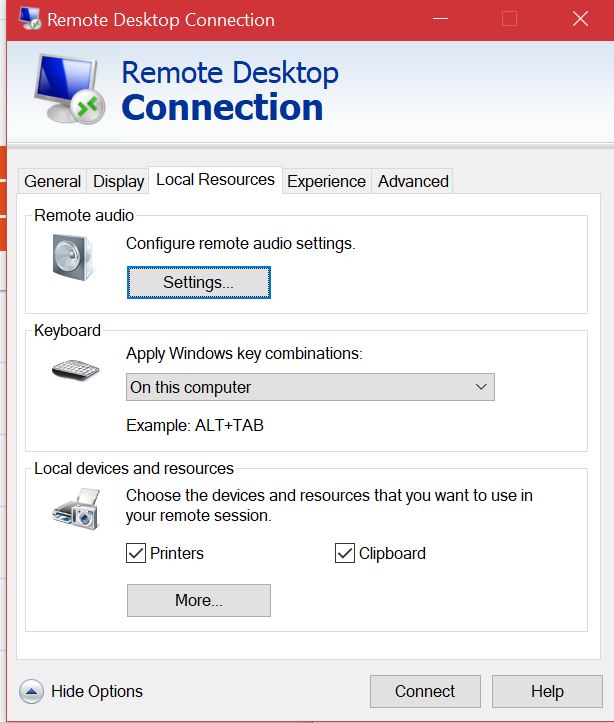 Remote Desktop Connection
Remote Desktop
Connection
General Display Local Resources Experience Advanced
Remote audio
Configure remote audio settings.
Settings...
Keyboard
Apply Windows key combinations:
On this computer
Example: ALT+TAB
Local devices and resources
Choose the devices and resources that you want to use in
your remote session.
Printers Clipboard
More...
Hide Options Connect Help